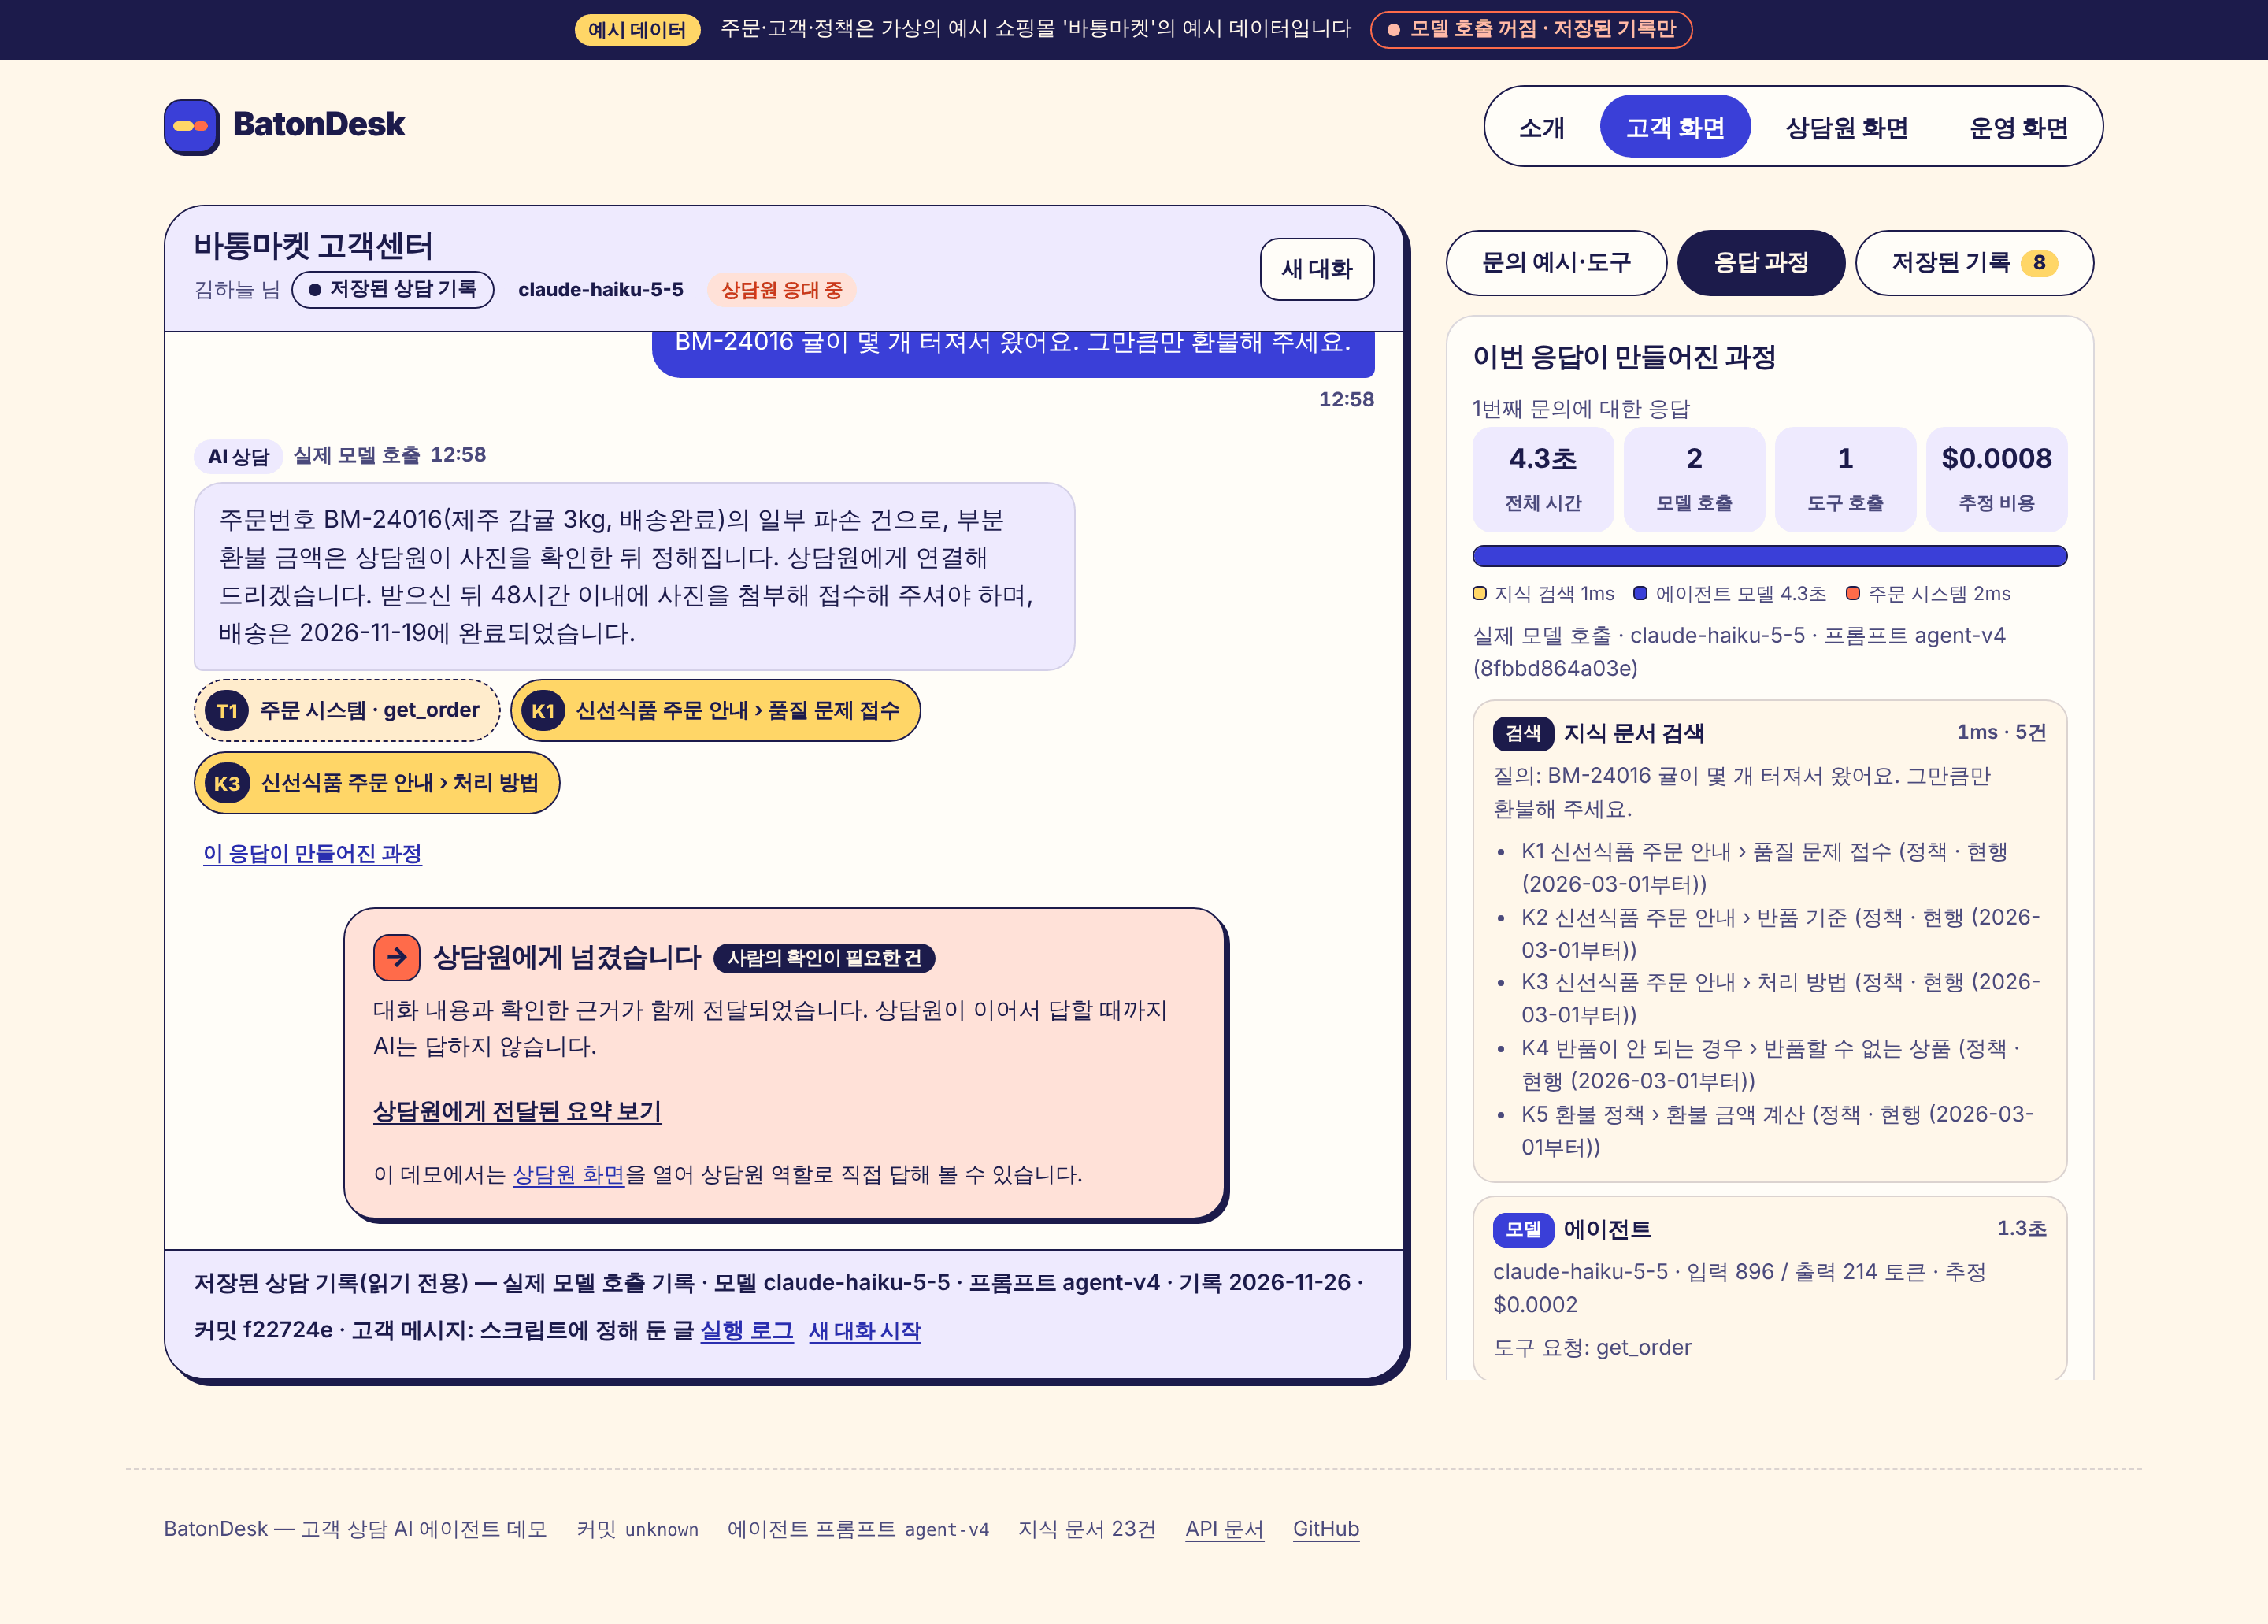 예시 데이터 주문·고객·정책은 가상의 예시 쇼핑몰 '바통마켓'의 예시 데이터입니다 모델 호출 꺼짐 · 저장된 기록만
BatonDesk
소개 고객 화면 상담원 화면 운영 화면
바통마켓 고객센터
김하늘 님 저장된 상담 기록 claude-haiku-5-5 상담원 응대 중
새 대화
BM-24016 귤이 몇 개 터져서 왔어요. 그만큼만 환불해 주세요.
12:58
AI 상담 실제 모델 호출 12:58
주문번호 BM-24016(제주 감귤 3kg, 배송완료)의 일부 파손 건으로, 부분
환불 금액은 상담원이 사진을 확인한 뒤 정해집니다. 상담원에게 연결해
드리겠습니다. 받으신 뒤 48시간 이내에 사진을 첨부해 접수해 주셔야 하며,
배송은 2026-11-19에 완료되었습니다.
T1 주문 시스템 · get_order K1 신선식품 주문 안내 › 품질 문제 접수
K3 신선식품 주문 안내 › 처리 방법
이 응답이 만들어진 과정
→ 상담원에게 넘겼습니다 사람의 확인이 필요한 건
대화 내용과 확인한 근거가 함께 전달되었습니다. 상담원이 이어서 답할 때까지
AI는 답하지 않습니다.
상담원에게 전달된 요약 보기
이 데모에서는 상담원 화면을 열어 상담원 역할로 직접 답해 볼 수 있습니다.
저장된 상담 기록(읽기 전용) — 실제 모델 호출 기록 · 모델 claude-haiku-5-5 · 프롬프트 agent-v4 · 기록 2026-11-26 ·
커밋 f22724e · 고객 메시지: 스크립트에 정해 둔 글 실행 로그 새 대화 시작
문의 예시·도구 응답 과정 저장된 기록 8
이번 응답이 만들어진 과정
1번째 문의에 대한 응답
4.3초 2 1 $0.0008
전체 시간 모델 호출 도구 호출 추정 비용
지식 검색 1ms 에이전트 모델 4.3초 주문 시스템 2ms
실제 모델 호출 · claude-haiku-5-5 · 프롬프트 agent-v4
(8fbbd864a03e)
검색 지식 문서 검색 1ms · 5건
질의: BM-24016 귤이 몇 개 터져서 왔어요. 그만큼만
환불해 주세요.
• K1 신선식품 주문 안내 › 품질 문제 접수 (정책 · 현행
(2026-03-01부터))
• K2 신선식품 주문 안내 › 반품 기준 (정책 · 현행 (2026-
03-01부터))
• K3 신선식품 주문 안내 › 처리 방법 (정책 · 현행 (2026-
03-01부터))
• K4 반품이 안 되는 경우 › 반품할 수 없는 상품 (정책 ·
현행 (2026-03-01부터))
• K5 환불 정책 › 환불 금액 계산 (정책 · 현행 (2026-03-
01부터))
모델 에이전트 1.3초
claude-haiku-5-5 · 입력 896 / 출력 214 토큰 · 추정
$0.0002
도구 요청: get_order
BatonDesk — 고객 상담 AI 에이전트 데모 커밋 unknown 에이전트 프롬프트 agent-v4 지식 문서 23건 API 문서 GitHub